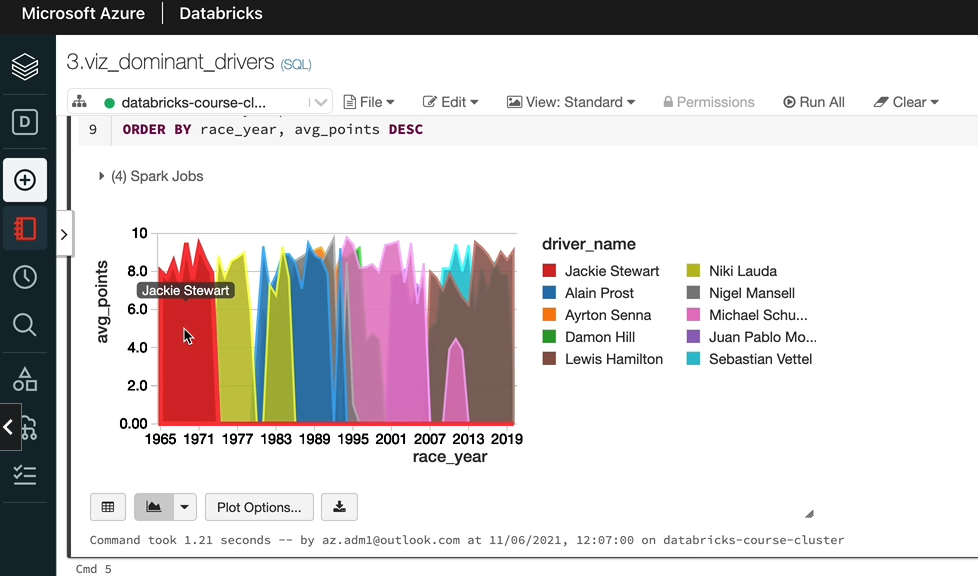 Microsoft Azure | Databricks
3.viz_dominant_drivers (SQL)
databricks-course-cl... File Edit View: Standard Permissions Run All Clear
9 ORDER BY race_year, avg_points DESC
(4) Spark Jobs
10
8.0
6.0
4.0
2.0
0.00
avg_points
Jackie Stewart
1965 1971 1977 1983 1989 1995 2001 2007 2013 2019
race_year
driver_name
Jackie Stewart Niki Lauda
Alain Prost Nigel Mansell
Ayrton Senna Michael Schu...
Damon Hill Juan Pablo Mo...
Lewis Hamilton Sebastian Vettel
Plot Options...
Command took 1.21 seconds -- by az.adm1@outlook.com at 11/06/2021, 12:07:00 on databricks-course-cluster
Cmd 5